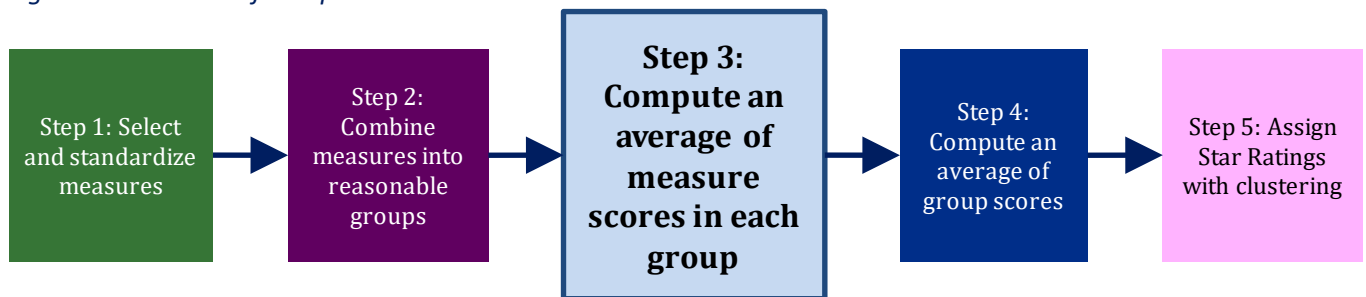 Step 1: Select
and standardize
measures
Step 2:
Combine
measures into
reasonable
groups
Step 3:
Compute an
average of
measure
scores in each
group
Step 4:
Compute an
average of
group scores
Step 5: Assign
Star Ratings
with clustering